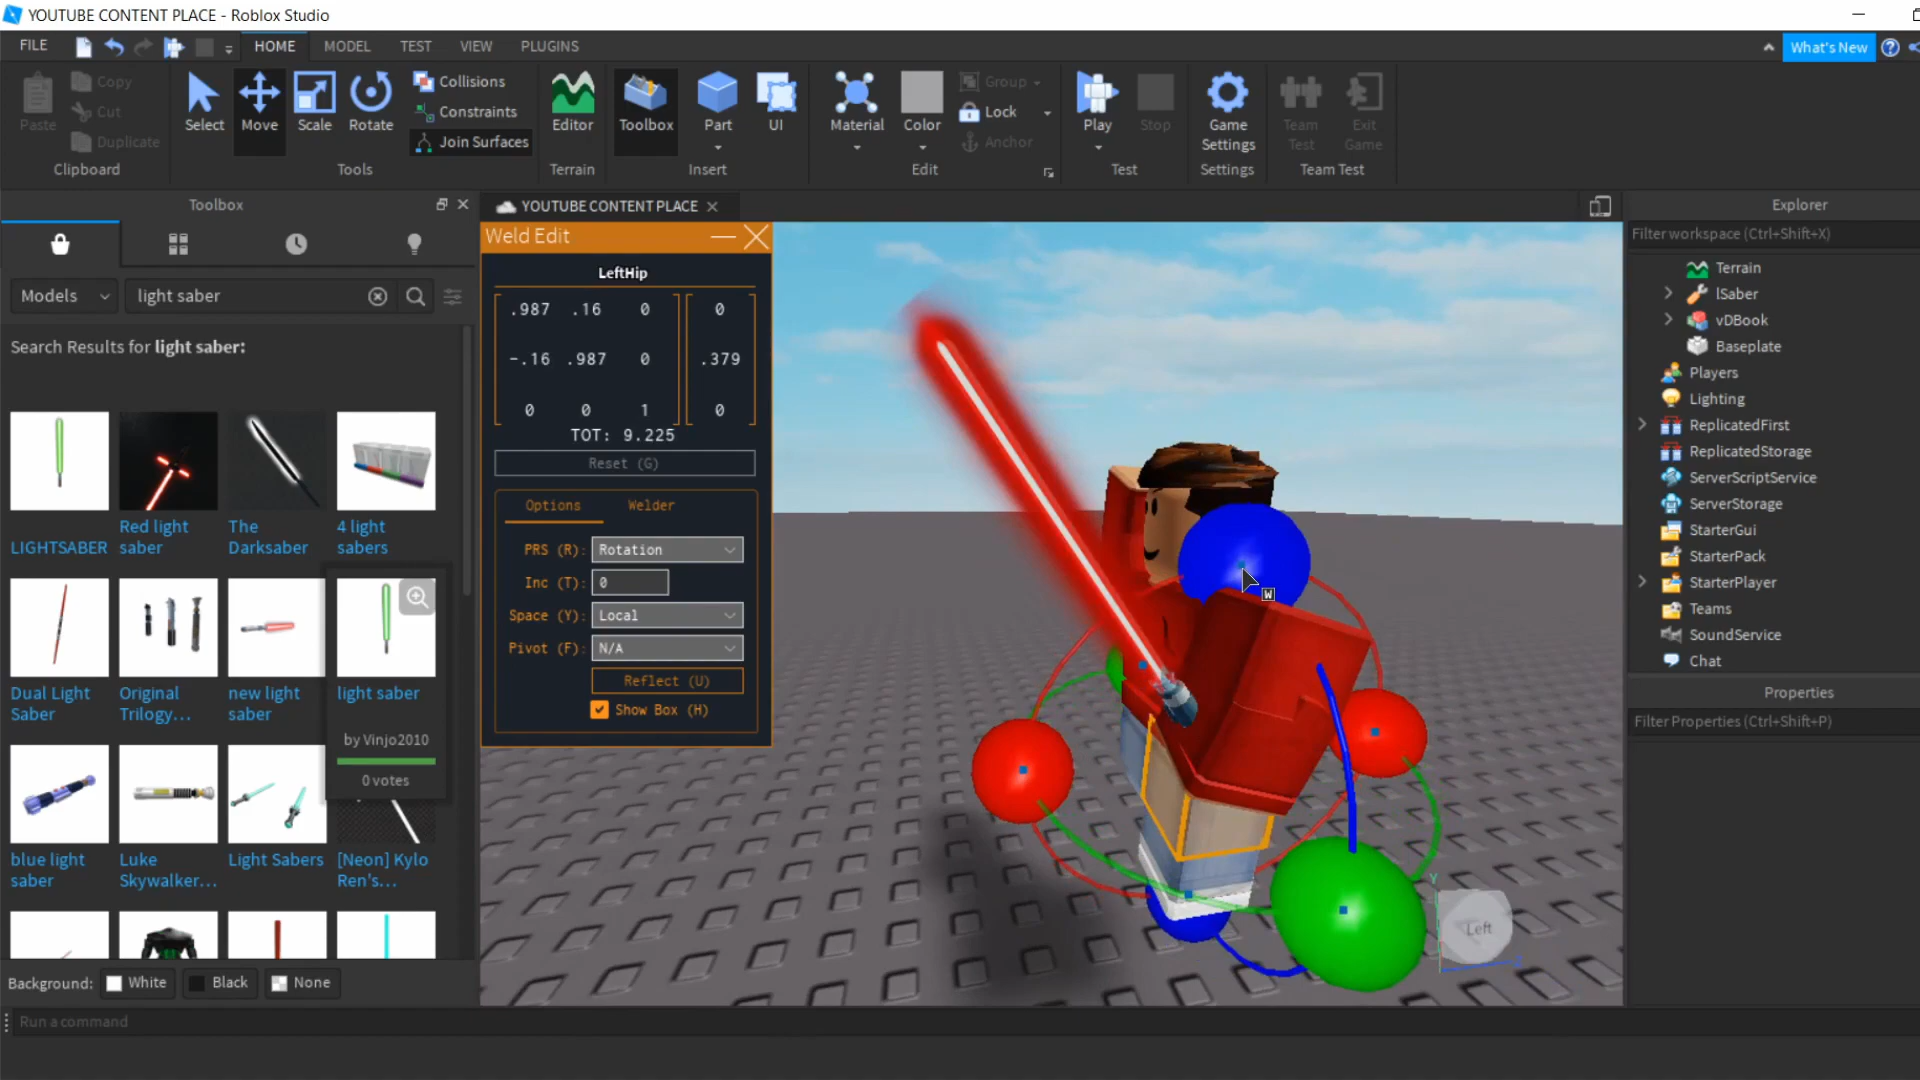 YOUTUBE CONTENT PLACE - Roblox Studio
FILE
HOME
MODEL
TEST
VIEW
PLUGINS
What's New
Paste
Copy
Cut
Duplicate
Clipboard
Select
Move
Scale
Rotate
Collisions
Constraints
Join Surfaces
Tools
Editor
Terrain
Toolbox
Part
UI
Insert
Material
Color
Group
Lock
Anchor
Edit
Play
Stop
Test
Game
Settings
Settings
Team
Test
Exit
Game
Team Test
Toolbox
Models
light saber
Search Results for light saber:
LIGHTSABER
Red light
saber
The
Darksaber
4 light
sabers
Dual Light
Saber
Original
Trilogy...
new light
saber
light saber
by Vinjo2010
0 votes
blue light
saber
Luke
Skywalker...
Light Sabers
[Neon] Kylo
Ren's...
Background:
White
Black
None
Run a command
YOUTUBE CONTENT PLACE
Weld Edit
LeftHip
.987 .16 0 0
-.16 .987 0 .379
0 0 1 0
TOT: 9.225
Reset (G)
Options
Welder
PRS (R): Rotation
Inc (T): 0
Space (Y): Local
Pivot (F): N/A
Reflect (U)
Show Box (H)
W
Y
Left
Explorer
Filter workspace (Ctrl+Shift+X)
Terrain
lSaber
vDBook
Baseplate
Players
Lighting
ReplicatedFirst
ReplicatedStorage
ServerScriptService
ServerStorage
StarterGui
StarterPack
StarterPlayer
Teams
SoundService
Chat
Properties
Filter Properties (Ctrl+Shift+P)